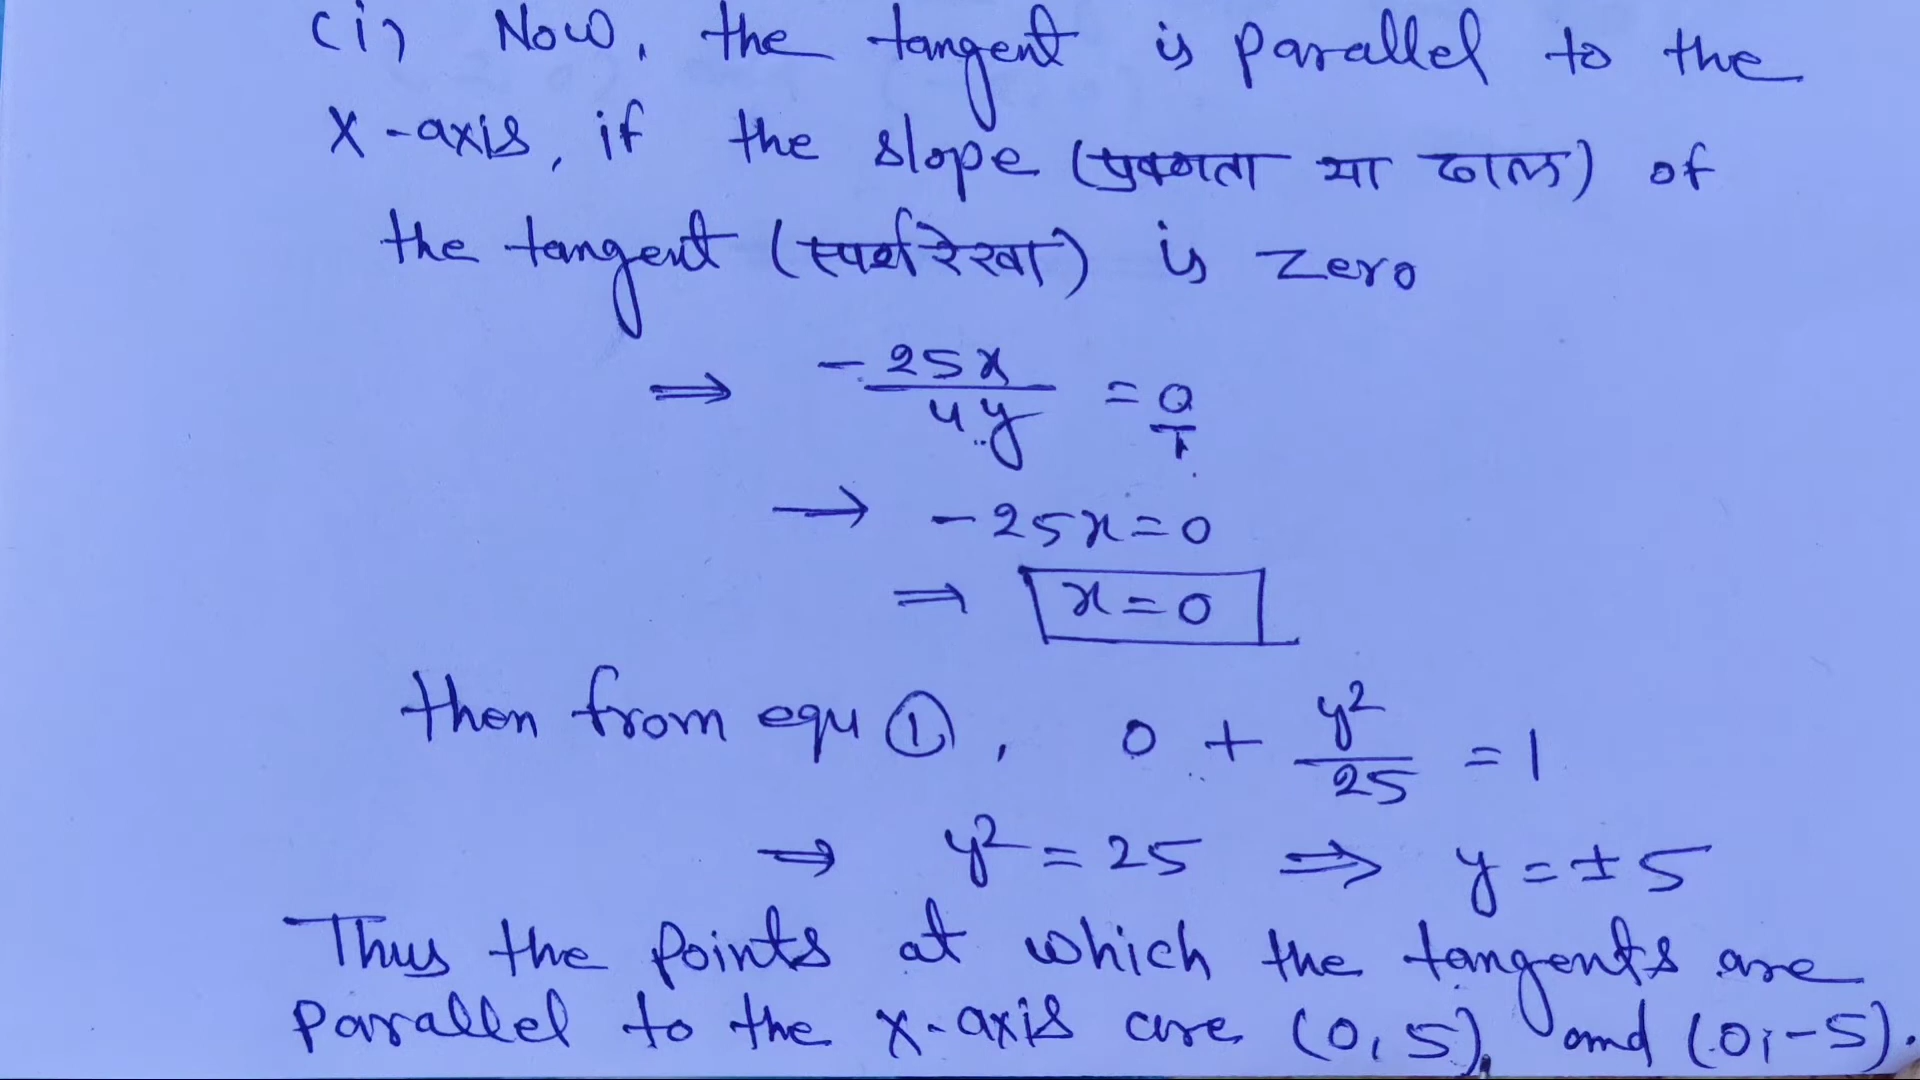 (i) Now, the tangent is parallel to the
X-axis, if the slope (प्रवणता या ढाल) of
the tangent (स्पर्श रेखा) is zero
⇒ -25x/4y = 0/1
→ -25x=0
⇒ x=0
then from equ ①, 0 + y²/25 = 1
⇒ y² = 25 ⇒ y = ±5
Thus the points at which the tangents are
parallel to the x-axis are (0, 5), and (0, -5).